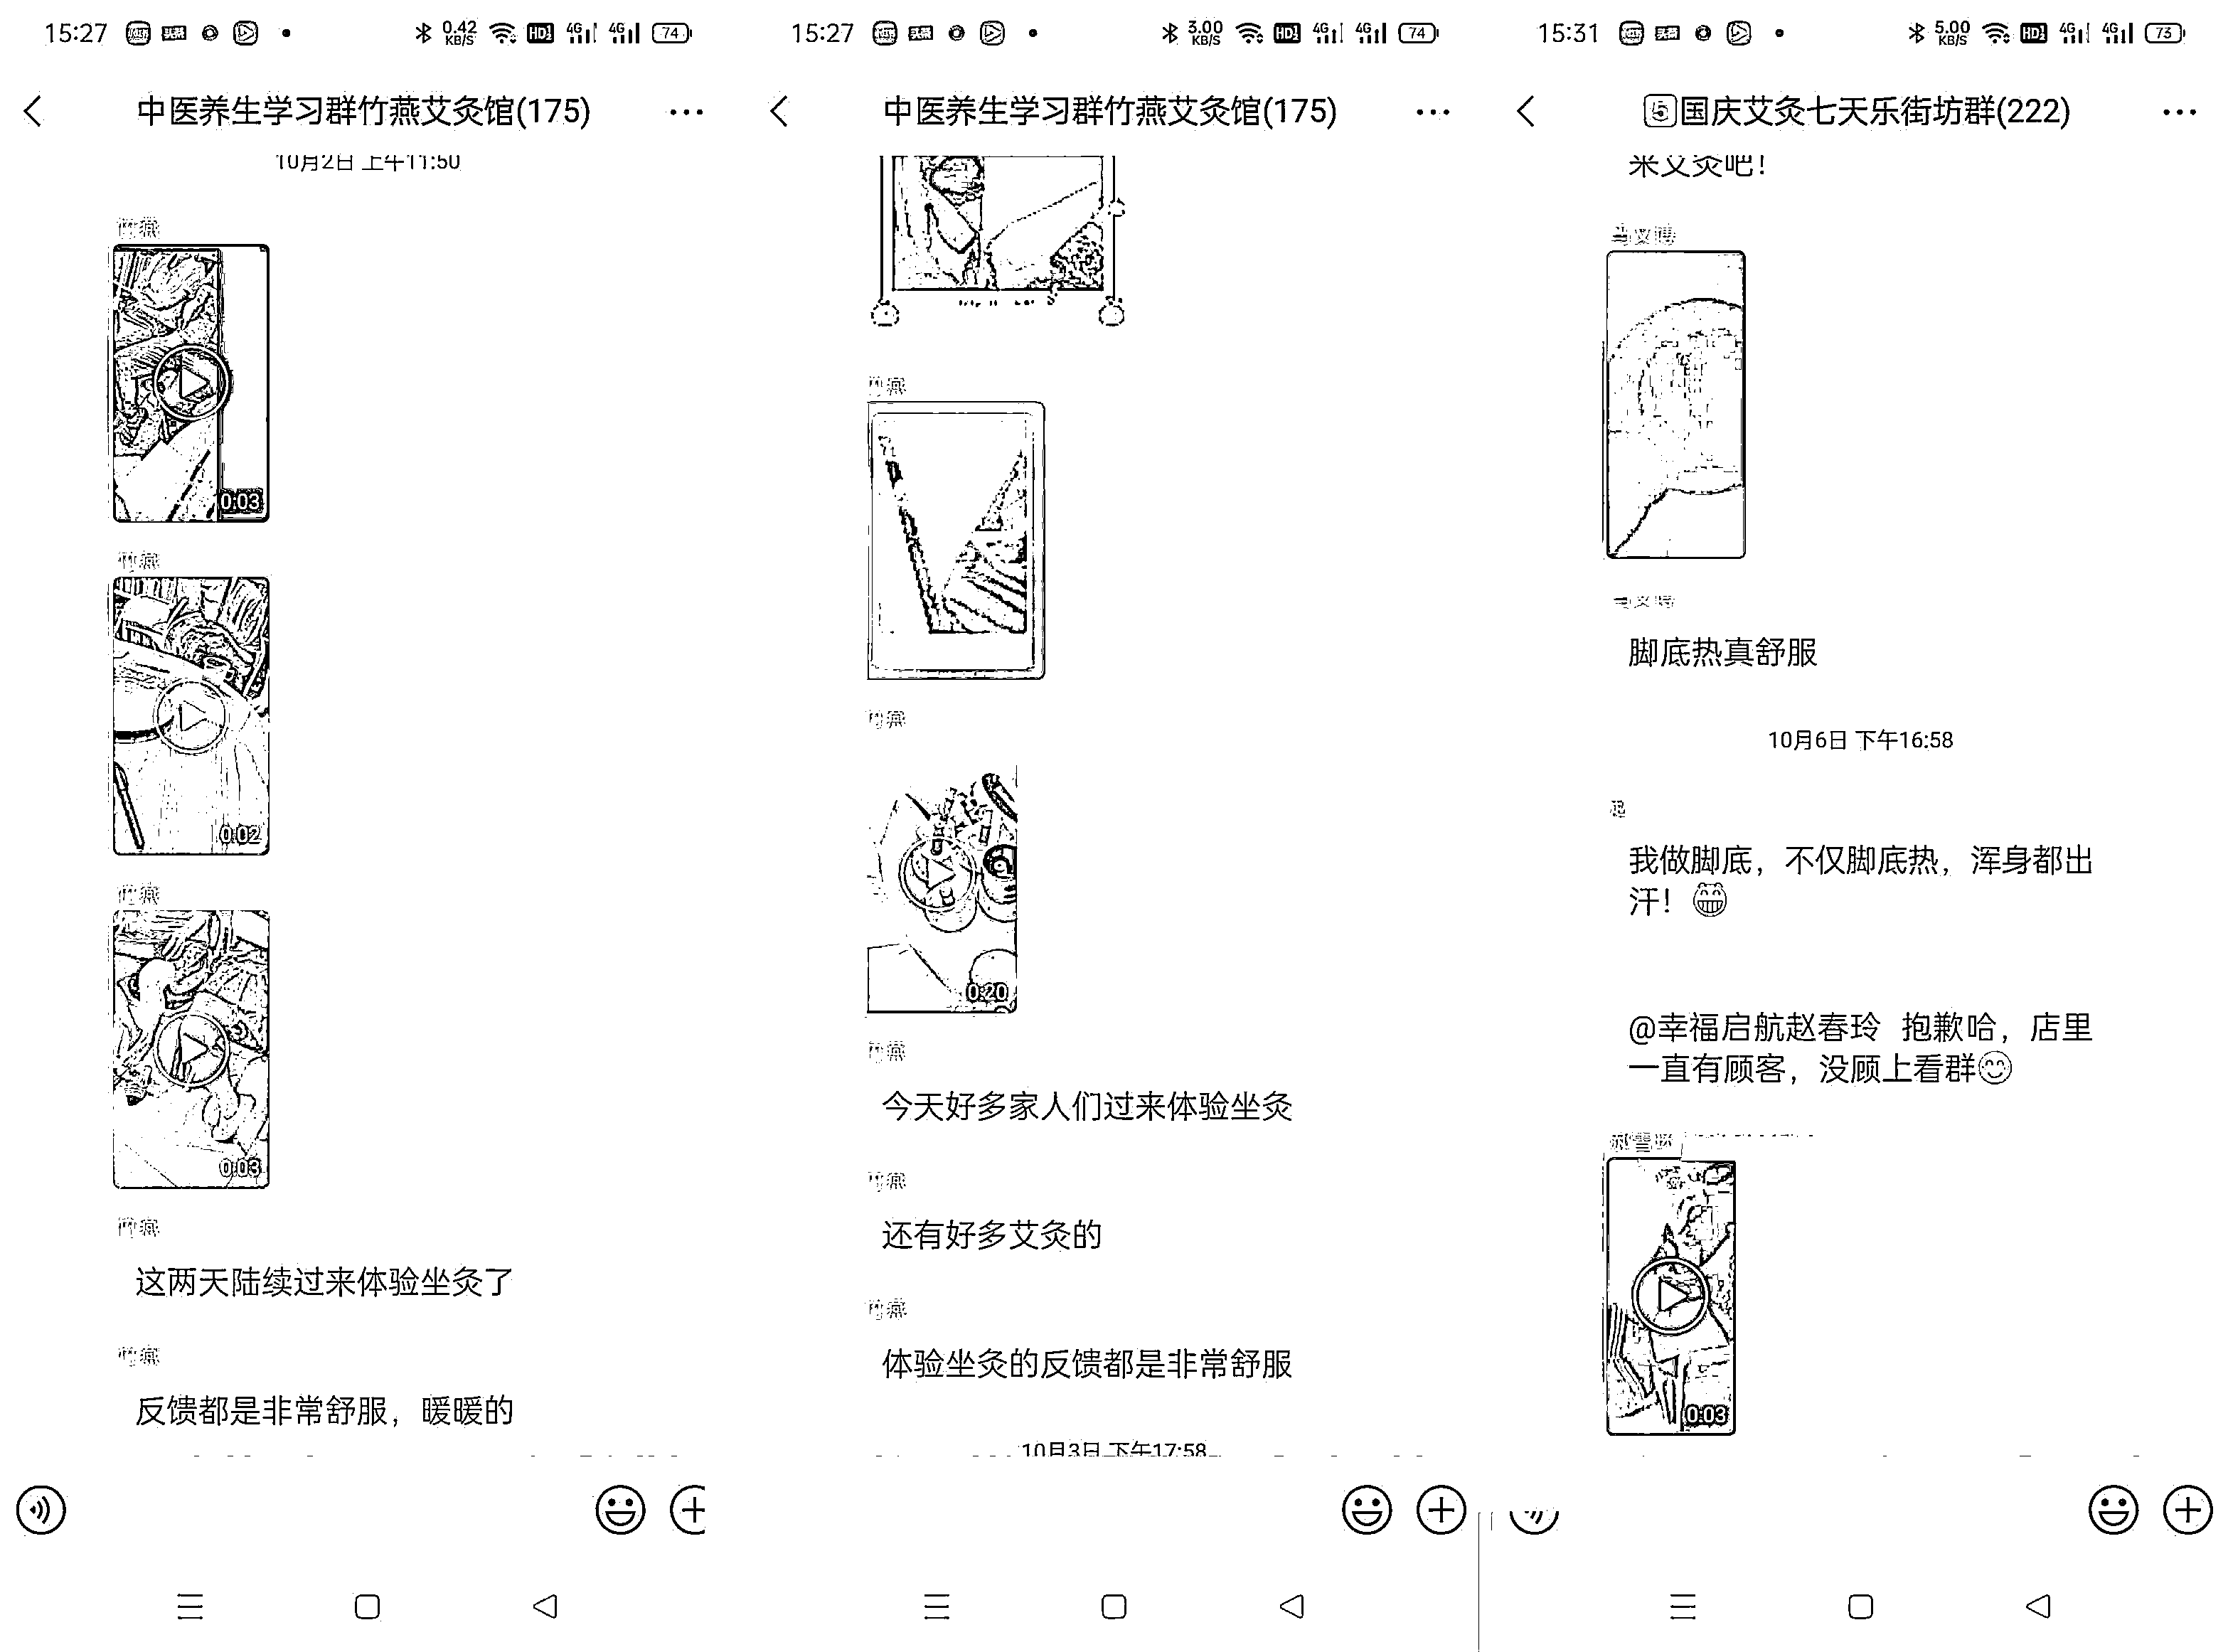 15:27
0.42 KB/S
HD1 4G 4G 74
中医养生学习群竹燕艾灸馆(175)
10月2日 上午11:50
竹燕
0:03
竹燕
0:02
竹燕
0:03
竹燕
这两天陆续过来体验坐灸了
竹燕
反馈都是非常舒服，暖暖的
15:27
3.00 KB/S
HD1 4G 4G 74
中医养生学习群竹燕艾灸馆(175)
竹燕
竹燕
0:20
竹燕
今天好多家人们过来体验坐灸
竹燕
还有好多艾灸的
竹燕
体验坐灸的反馈都是非常舒服
10月3日 下午17:58
15:31
5.00 KB/S
HD1 4G 4G 73
5国庆艾灸七天乐街坊群(222)
来艾灸吧！
脚底热真舒服
10月6日 下午16:58
我做脚底，不仅脚底热，浑身都出
汗！😁
@幸福启航赵春玲 抱歉哈，店里
一直有顾客，没顾上看群😊
0:03